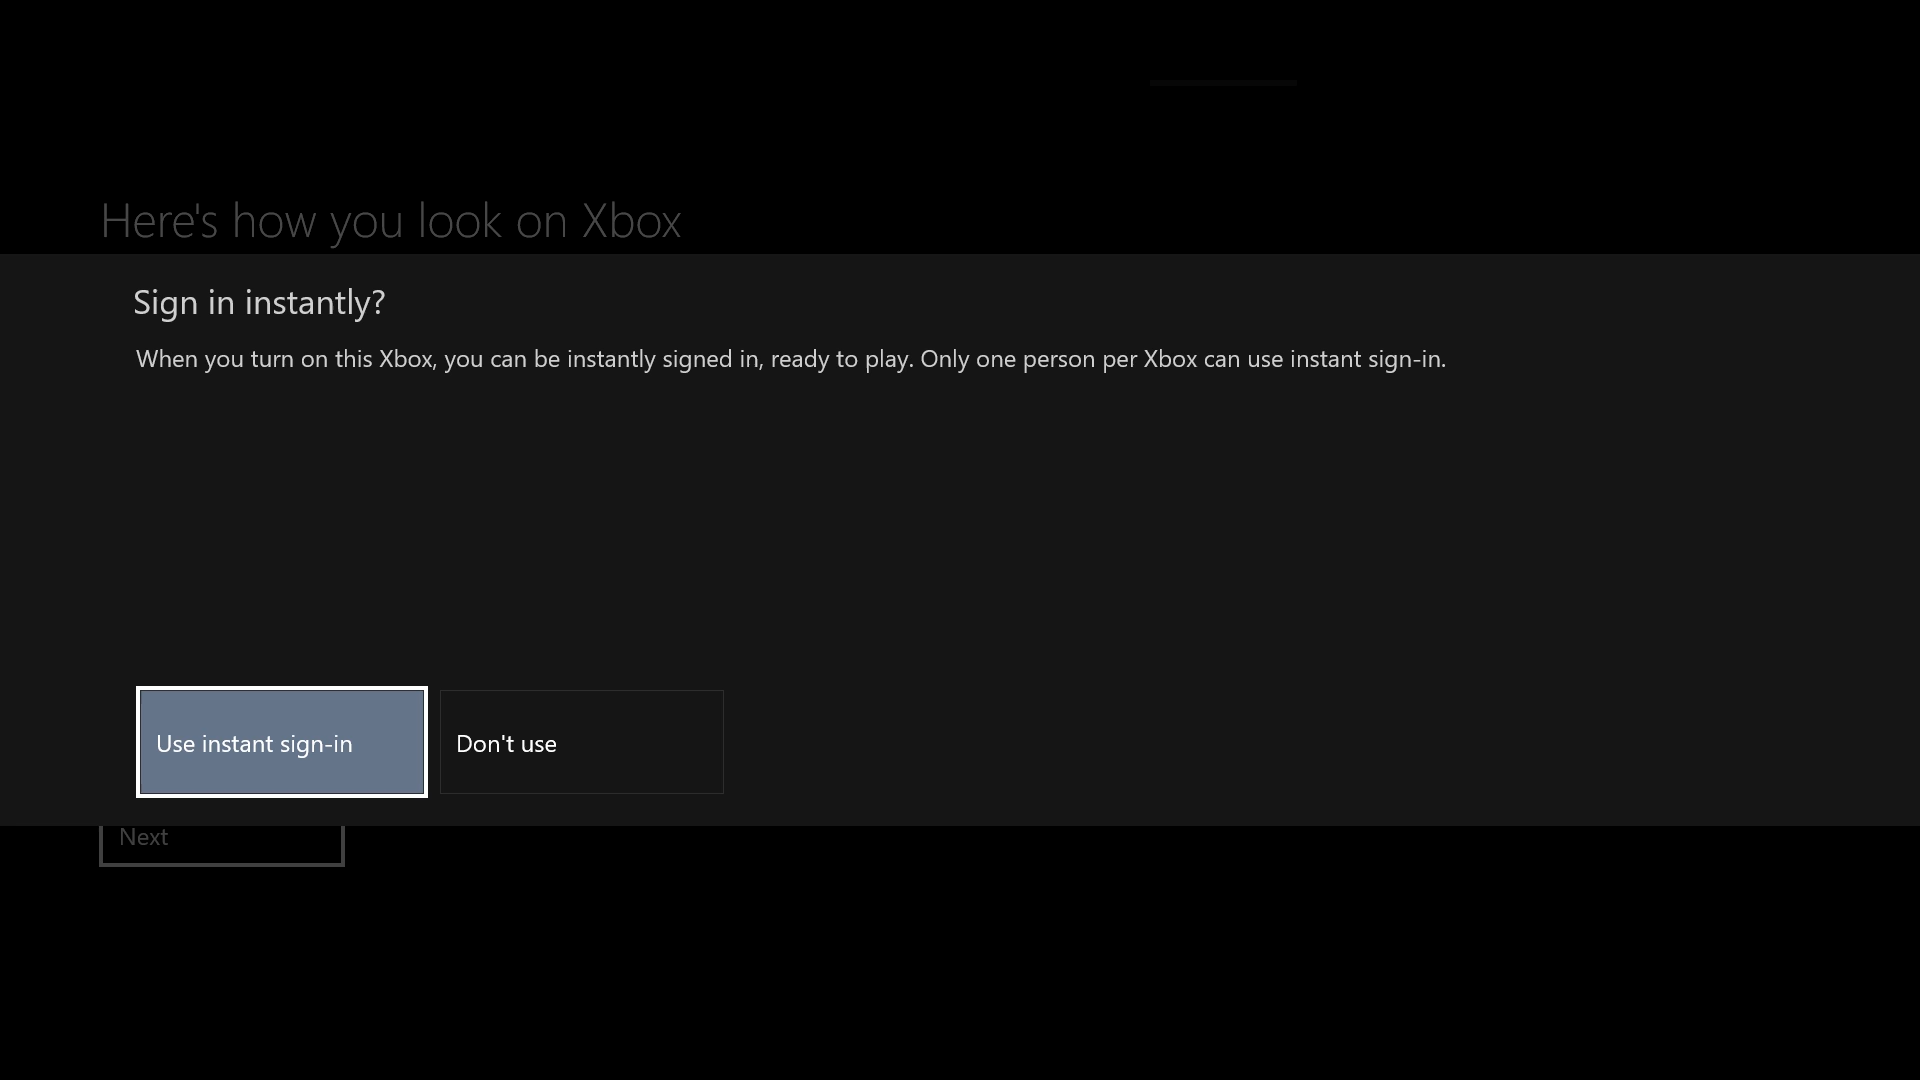 Here's how you look on Xbox
Sign in instantly?
When you turn on this Xbox, you can be instantly signed in, ready to play. Only one person per Xbox can use instant sign-in.
Use instant sign-in
Don't use
Next